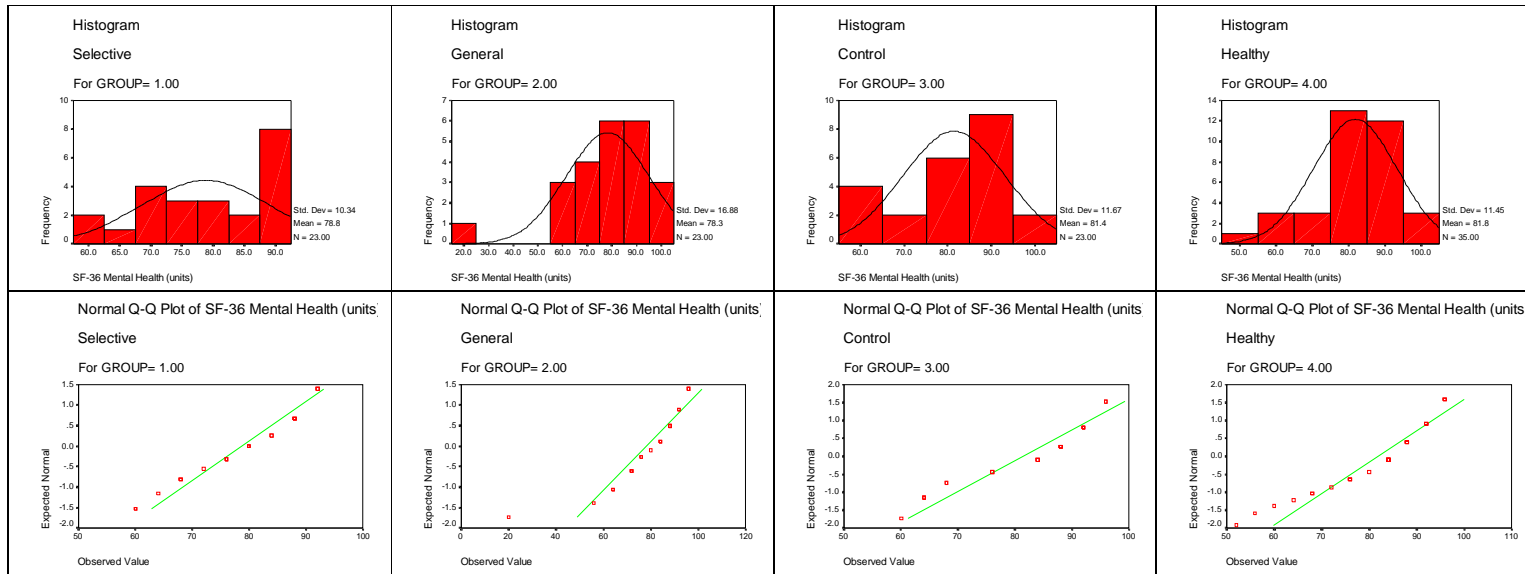 Histogram
Selective
For GROUP= 1.00
10
8
6
4
2
0
Frequency
60.0 65.0 70.0 75.0 80.0 85.0 90.0
Std. Dev = 10.34
Mean = 78.8
N = 23.00
SF-36 Mental Health (units)
Histogram
General
For GROUP= 2.00
7
6
5
4
3
2
1
0
Frequency
20.0 30.0 40.0 50.0 60.0 70.0 80.0 90.0 100.0
Std. Dev = 16.88
Mean = 78.3
N = 23.00
SF-36 Mental Health (units)
Histogram
Control
For GROUP= 3.00
10
8
6
4
2
0
Frequency
60.0 70.0 80.0 90.0 100.0
Std. Dev = 11.67
Mean = 81.4
N = 23.00
SF-36 Mental Health (units)
Histogram
Healthy
For GROUP= 4.00
14
12
10
8
6
4
2
0
Frequency
50.0 60.0 70.0 80.0 90.0 100.0
Std. Dev = 11.45
Mean = 81.8
N = 35.00
SF-36 Mental Health (units)
Normal Q-Q Plot of SF-36 Mental Health (units)
Selective
For GROUP= 1.00
1.5
1.0
.5
0.0
-.5
-1.0
-1.5
-2.0
Expected Normal
50 60 70 80 90 100
Observed Value
Normal Q-Q Plot of SF-36 Mental Health (units)
General
For GROUP= 2.00
1.5
1.0
.5
0.0
-.5
-1.0
-1.5
-2.0
Expected Normal
0 20 40 60 80 100 120
Observed Value
Normal Q-Q Plot of SF-36 Mental Health (units)
Control
For GROUP= 3.00
2.0
1.5
1.0
.5
0.0
-.5
-1.0
-1.5
-2.0
Expected Normal
50 60 70 80 90 100
Observed Value
Normal Q-Q Plot of SF-36 Mental Health (units
Healthy
For GROUP= 4.00
2.0
1.5
1.0
.5
0.0
-.5
-1.0
-1.5
-2.0
Expected Normal
50 60 70 80 90 100 110
Observed Value